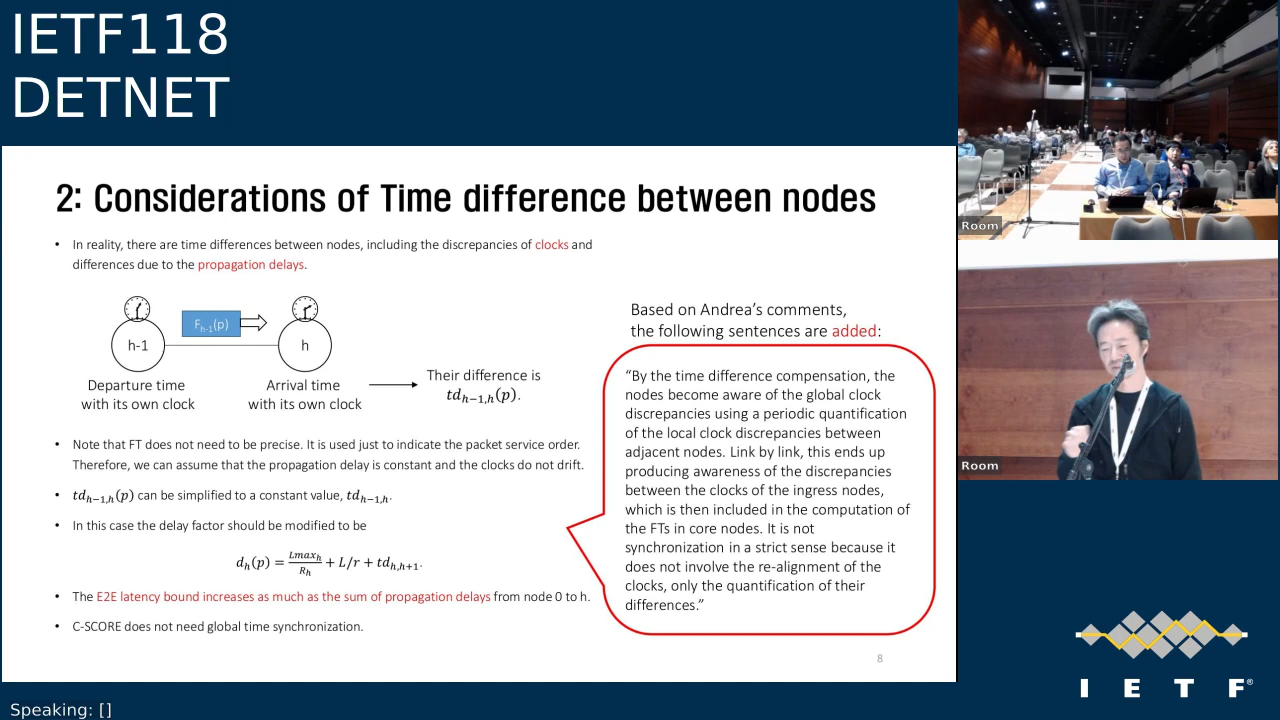 IETF118
DETNET
2: Considerations of Time difference between nodes
• In reality, there are time differences between nodes, including the discrepancies of clocks and
differences due to the propagation delays.
F_{h-1}(p)
h-1
h
Departure time
with its own clock
Arrival time
with its own clock
Their difference is
td_{h−1,h}(p).
• Note that FT does not need to be precise. It is used just to indicate the packet service order.
Therefore, we can assume that the propagation delay is constant and the clocks do not drift.
• td_{h−1,h}(p) can be simplified to a constant value, td_{h−1,h}.
• In this case the delay factor should be modified to be
d_h(p) = Lmax_h/R_h + L/r + td_{h,h+1}.
• The E2E latency bound increases as much as the sum of propagation delays from node 0 to h.
• C-SCORE does not need global time synchronization.
Based on Andrea’s comments,
the following sentences are added:
“By the time difference compensation, the
nodes become aware of the global clock
discrepancies using a periodic quantification
of the local clock discrepancies between
adjacent nodes. Link by link, this ends up
producing awareness of the discrepancies
between the clocks of the ingress nodes,
which is then included in the computation of
the FTs in core nodes. It is not
synchronization in a strict sense because it
does not involve the re-alignment of the
clocks, only the quantification of their
differences.”
8
Room
Room
I E T F®
Speaking: []